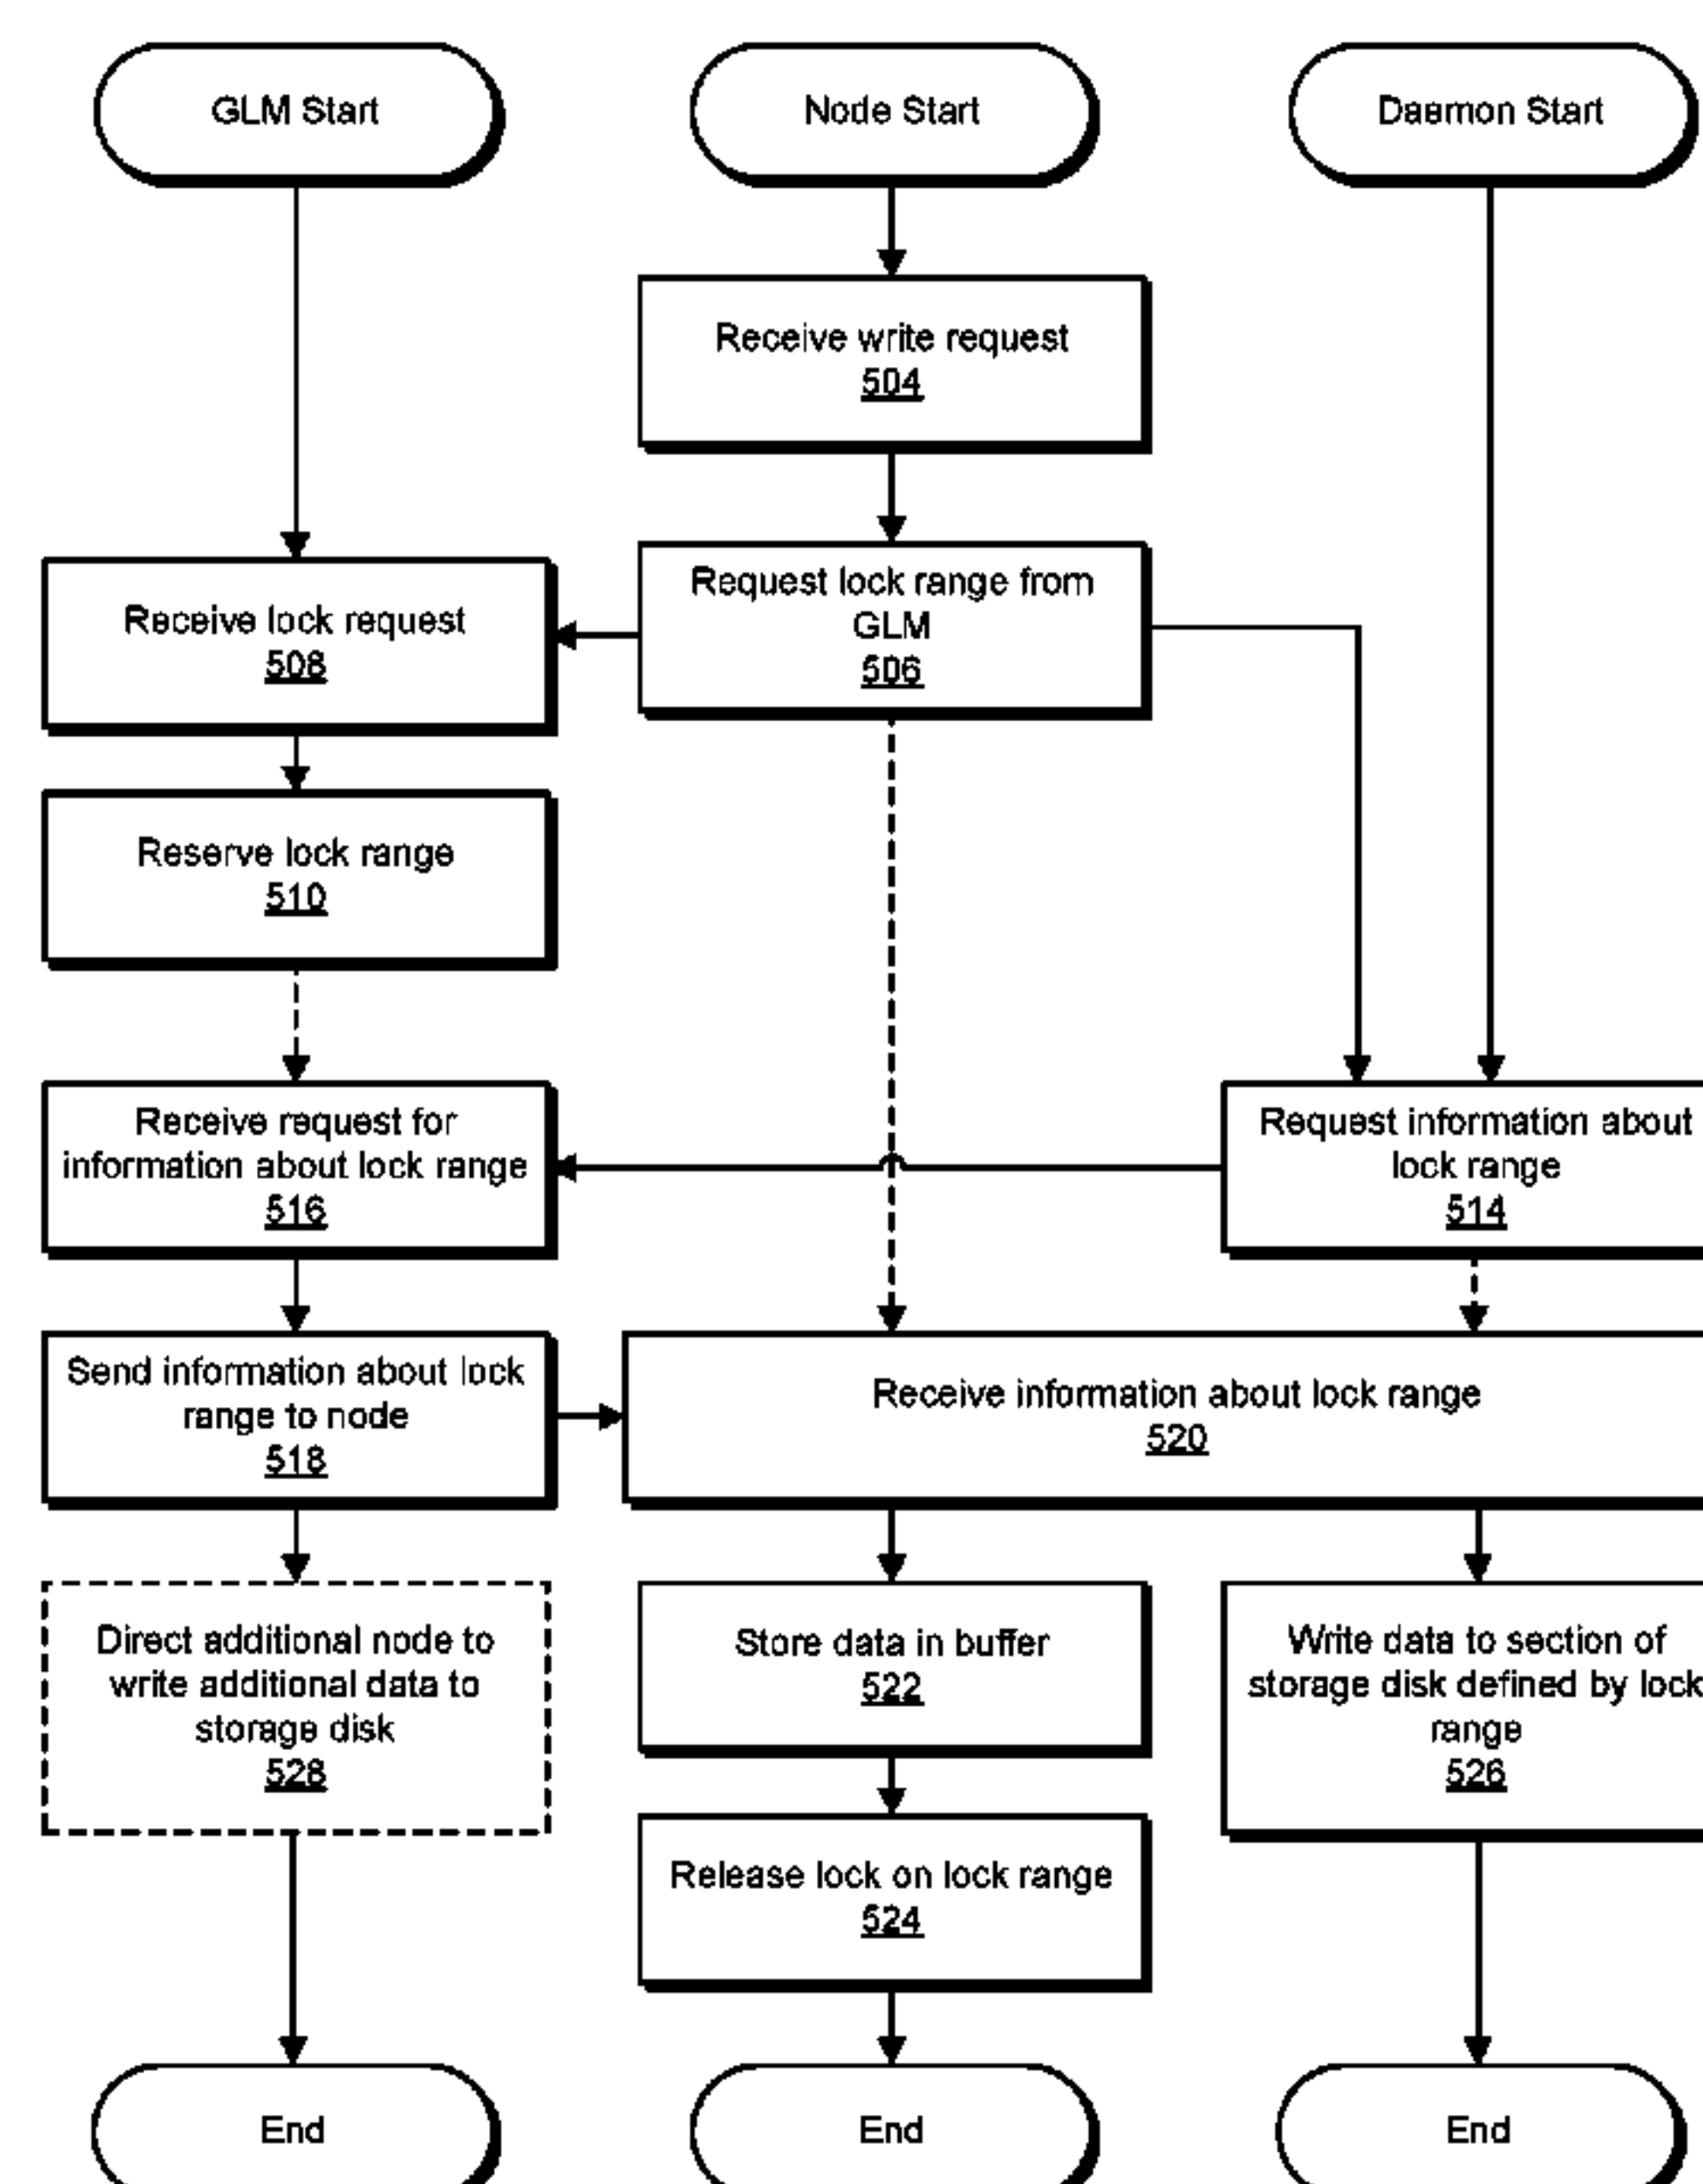 GLM Start
Node Start
Daemon Start
Receive write request
504
Request lock range from
GLM
506
Receive lock request
508
Reserve lock range
510
Receive request for
information about lock range
516
Request information about
lock range
514
Send information about lock
range to node
518
Receive information about lock range
520
Direct additional node to
write additional data to
storage disk
528
Store data in buffer
522
Write data to section of
storage disk defined by lock
range
526
Release lock on lock range
524
End
End
End